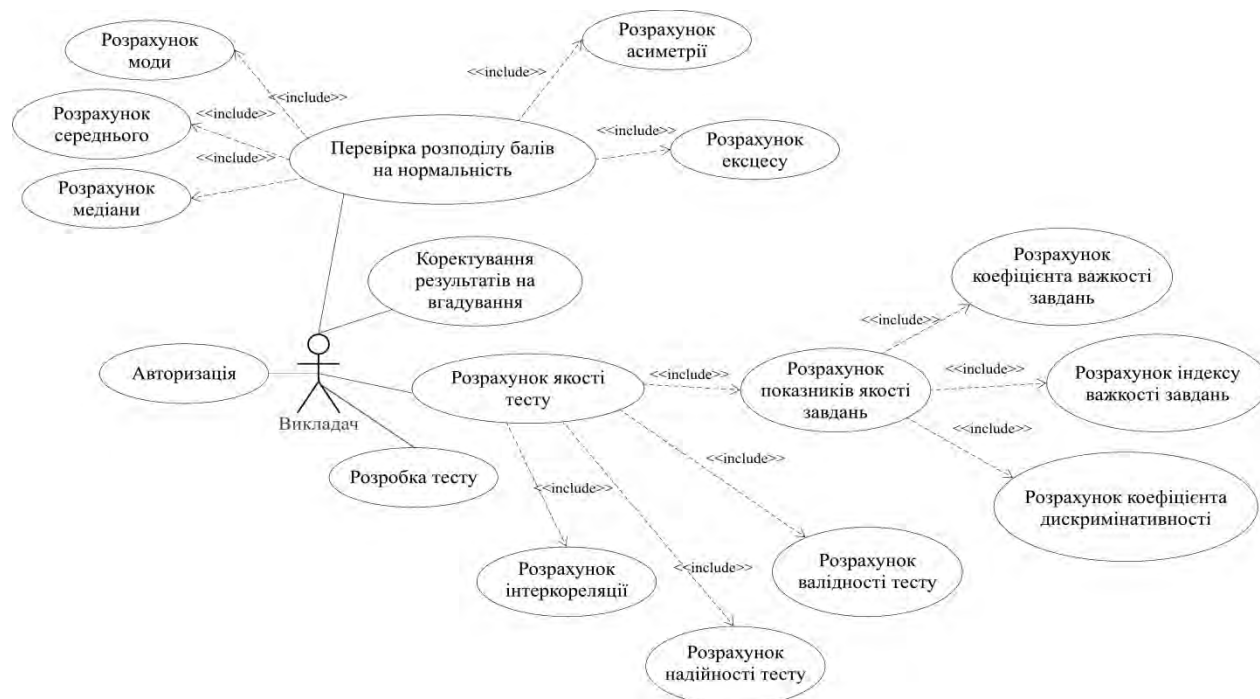 Розрахунок
моди
Розрахунок
асиметрії
<<include>>
<<include>>
Розрахунок
середнього
<<include>>
<<include>>
Перевірка розподілу балів
на нормальність
<<include>>
Розрахунок
ексцесу
Розрахунок
медіани
Коректування
результатів на
вгадування
Розрахунок
коефіцієнта важкості
завдань
<<include>>
Авторизація
Викладач
Розрахунок якості
тесту
<<include>>
Розрахунок
показників якості
завдань
<<include>>
Розрахунок індексу
важкості завдань
<<include>>
Розрахунок коефіцієнта
дискримінативності
Розробка тесту
<<include>>
<<include>>
<<include>>
Розрахунок
інтеркореляції
Розрахунок
валідності тесту
Розрахунок
надійності тесту